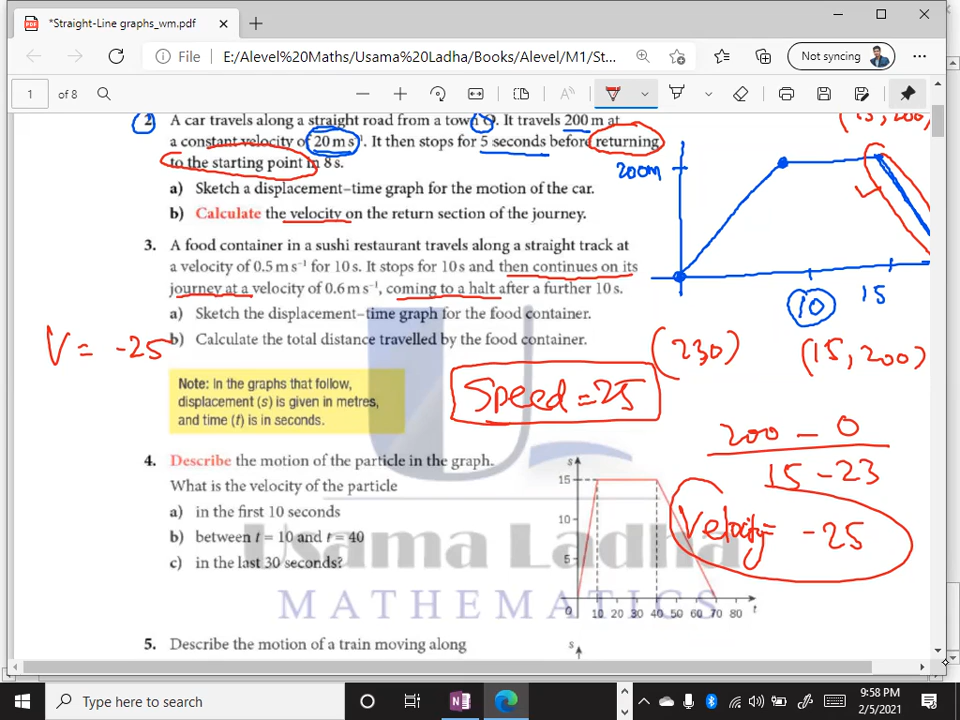 *Straight-Line graphs_wm.pdf
File
E:/Alevel%20Maths/Usama%20Ladha/Books/Alevel/M1/St...
Not syncing
1 of 8
2. A car travels along a straight road from a town O. It travels 200 m at
a constant velocity of 20 m s⁻¹. It then stops for 5 seconds before returning
to the starting point in 8 s.
a) Sketch a displacement–time graph for the motion of the car.
b) Calculate the velocity on the return section of the journey.
(15, 200)
200m
10
15
3. A food container in a sushi restaurant travels along a straight track at
a velocity of 0.5 m s⁻¹ for 10 s. It stops for 10 s and then continues on its
journey at a velocity of 0.6 m s⁻¹, coming to a halt after a further 10 s.
a) Sketch the displacement–time graph for the food container.
b) Calculate the total distance travelled by the food container.
V = -25
(230)
(15, 200)
Note: In the graphs that follow,
displacement (s) is given in metres,
and time (t) is in seconds.
Speed = 25
200 - 0
15 - 23
Velocity = -25
4. Describe the motion of the particle in the graph.
What is the velocity of the particle
a) in the first 10 seconds
b) between t = 10 and t = 40
c) in the last 30 seconds?
s
15
10
5
0 10 20 30 40 50 60 70 80 t
Usama Ladha
MATHEMATICS
5. Describe the motion of a train moving along
s
Type here to search
9:58 PM
2/5/2021